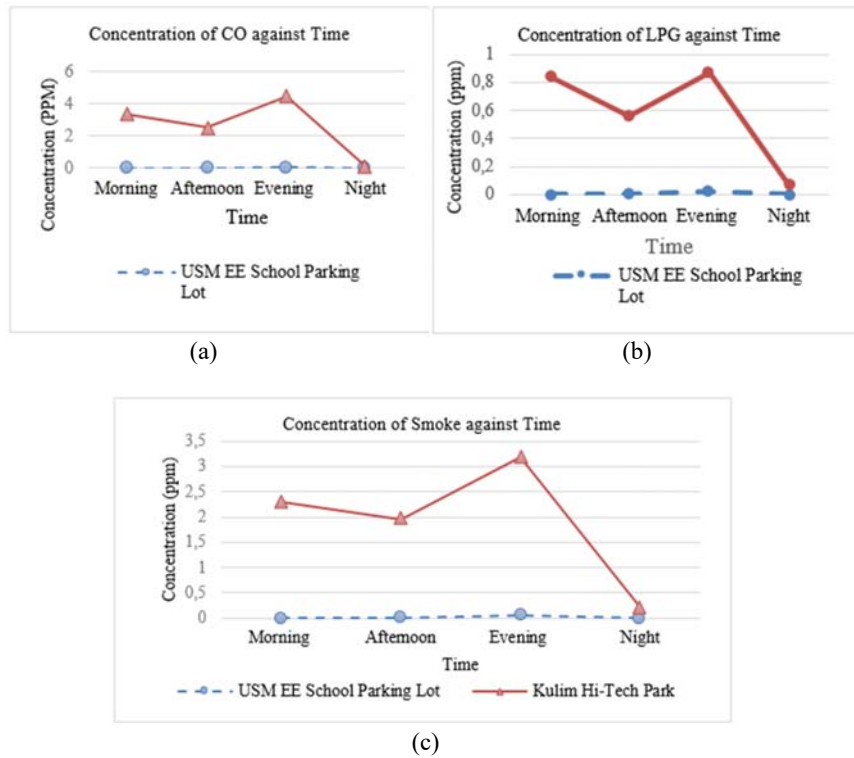 Concentration of CO against Time
Concentration (PPM)
6
4
2
0
Morning Afternoon Evening Night
Time
USM EE School Parking
Lot
(a)
Concentration of LPG against Time
Concentration (ppm)
1
0,8
0,6
0,4
0,2
0
Morning Afternoon Evening Night
Time
USM EE School Parking
Lot
(b)
Concentration of Smoke against Time
Concentration (ppm)
3,5
3
2,5
2
1,5
1
0,5
0
Morning Afternoon Evening Night
Time
USM EE School Parking Lot Kulim Hi-Tech Park
(c)